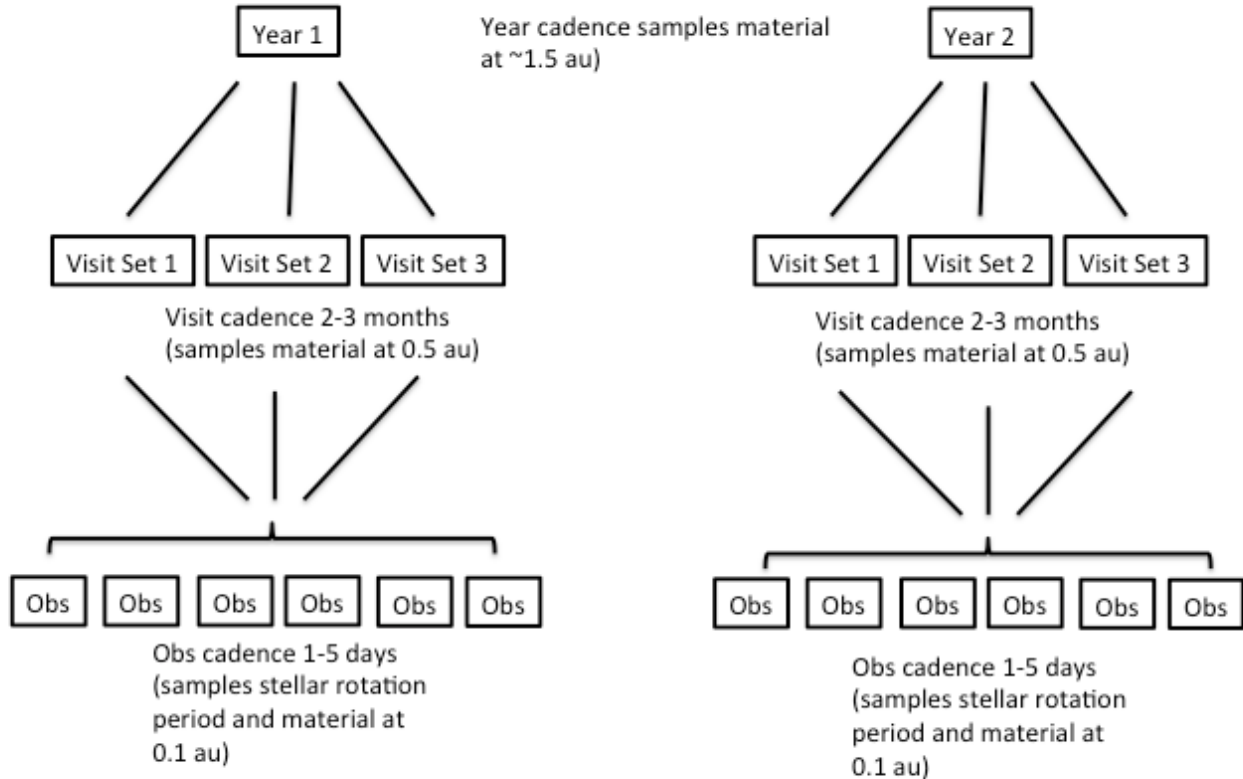 Year 1
Year cadence samples material
at ~1.5 au)
Year 2
Visit Set 1
Visit Set 2
Visit Set 3
Visit Set 1
Visit Set 2
Visit Set 3
Visit cadence 2-3 months
(samples material at 0.5 au)
Visit cadence 2-3 months
(samples material at 0.5 au)
Obs
Obs
Obs
Obs
Obs
Obs
Obs
Obs
Obs
Obs
Obs
Obs
Obs cadence 1-5 days
(samples stellar rotation
period and material at
0.1 au)
Obs cadence 1-5 days
(samples stellar rotation
period and material at
0.1 au)